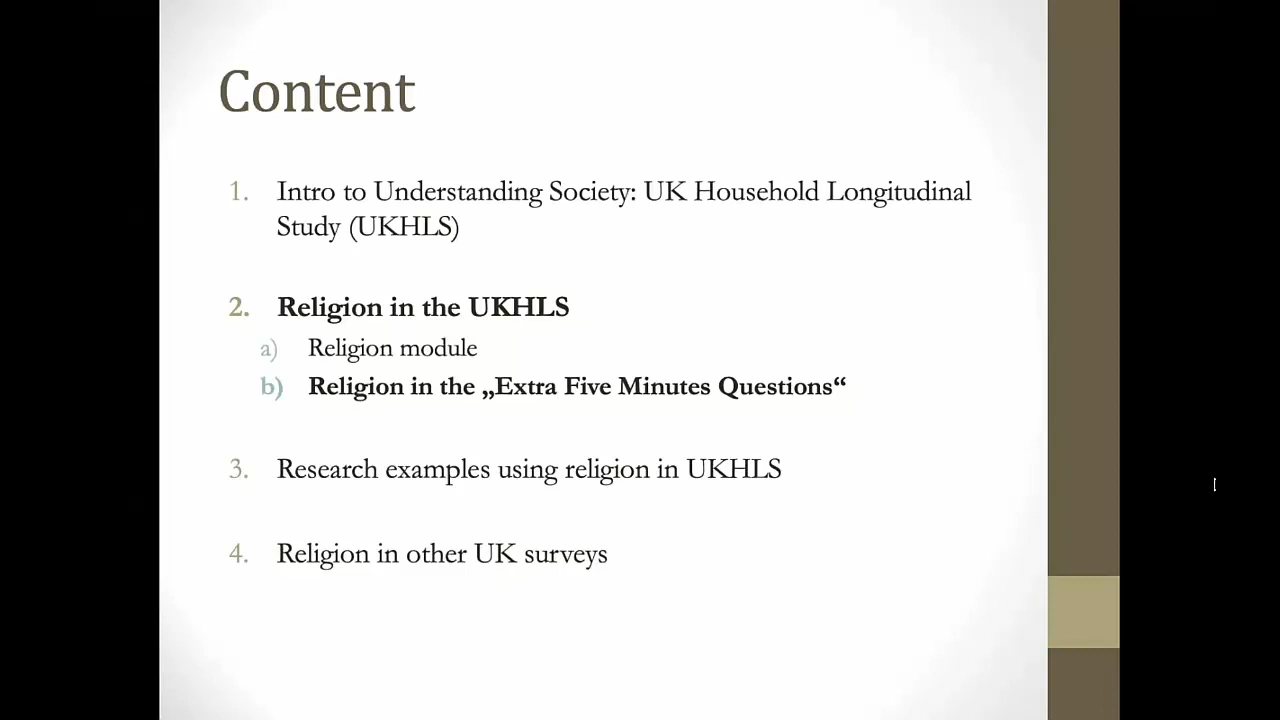 Content
1. Intro to Understanding Society: UK Household Longitudinal
Study (UKHLS)
2. Religion in the UKHLS
a) Religion module
b) Religion in the „Extra Five Minutes Questions“
3. Research examples using religion in UKHLS
4. Religion in other UK surveys